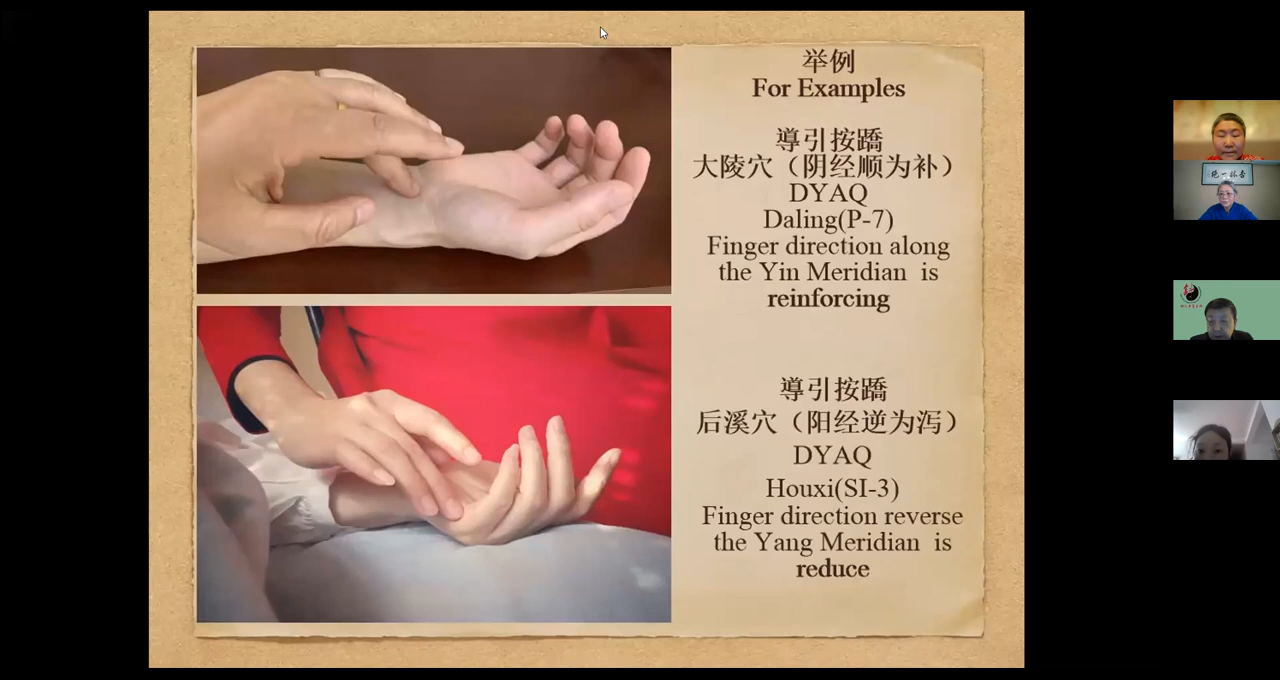 举例
For Examples
導引按蹻
大陵穴（阴经顺为补）
DYAQ
Daling(P-7)
Finger direction along
the Yin Meridian is
reinforcing
導引按蹻
后溪穴（阳经逆为泻）
DYAQ
Houxi(SI-3)
Finger direction reverse
the Yang Meridian is
reduce